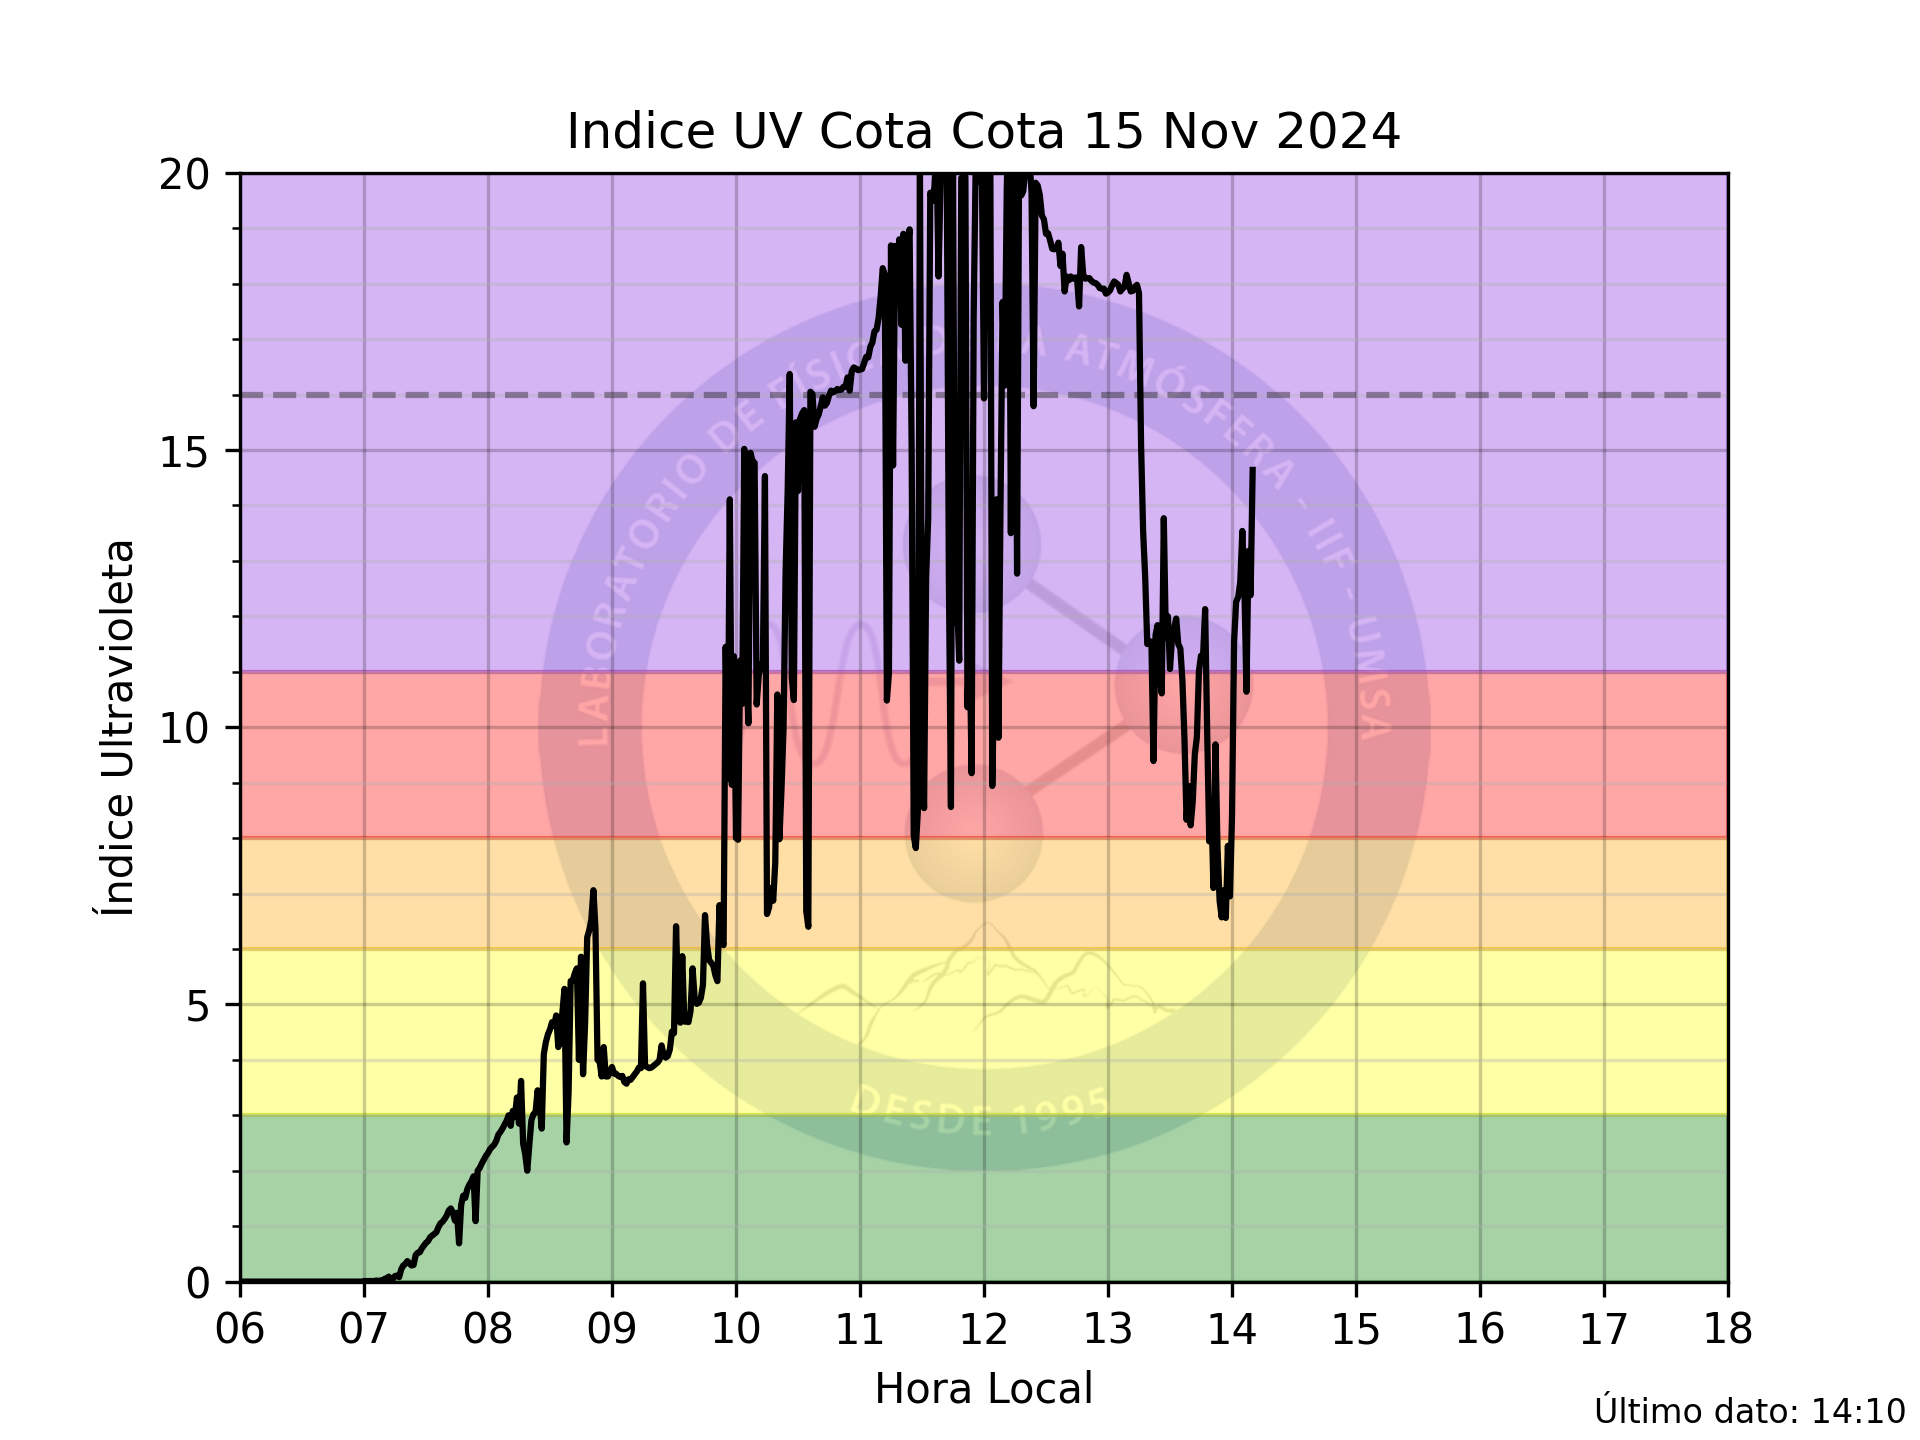 Indice UV Cota Cota 15 Nov 2024
20
15
10
5
0
Índice Ultravioleta
06 07 08 09 10 11 12 13 14 15 16 17 18
Hora Local
Último dato: 14:10
LABORATORIO DE FÍSICA DE LA ATMÓSFERA - IIF - UMSA
DESDE 1995